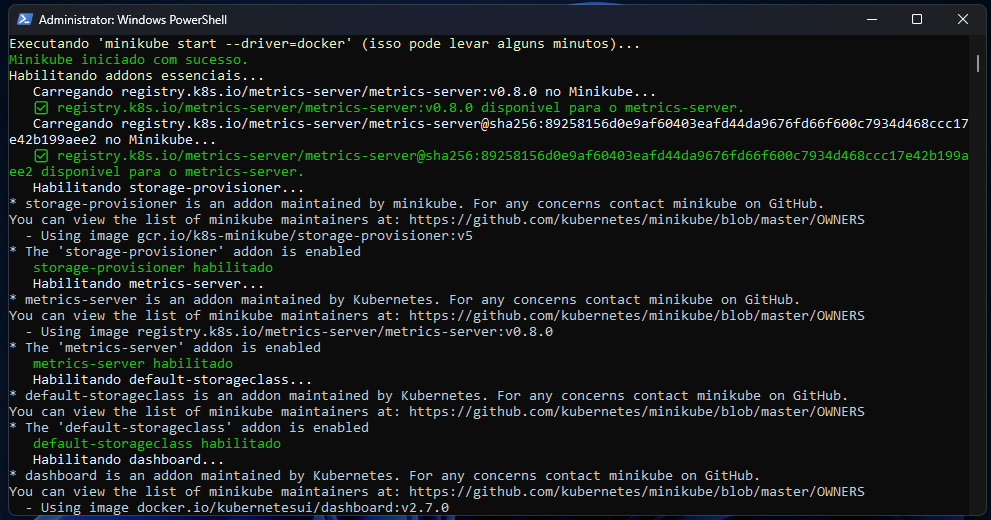 Administrator: Windows PowerShell
Executando 'minikube start --driver=docker' (isso pode levar alguns minutos)...
Minikube iniciado com sucesso.
Habilitando addons essenciais...
   Carregando registry.k8s.io/metrics-server/metrics-server:v0.8.0 no Minikube...
   ☑ registry.k8s.io/metrics-server/metrics-server:v0.8.0 disponivel para o metrics-server.
   Carregando registry.k8s.io/metrics-server/metrics-server@sha256:89258156d0e9af60403eafd44da9676fd66f600c7934d468ccc17
e42b199aee2 no Minikube...
   ☑ registry.k8s.io/metrics-server/metrics-server@sha256:89258156d0e9af60403eafd44da9676fd66f600c7934d468ccc17e42b199a
ee2 disponivel para o metrics-server.
   Habilitando storage-provisioner...
* storage-provisioner is an addon maintained by minikube. For any concerns contact minikube on GitHub.
You can view the list of minikube maintainers at: https://github.com/kubernetes/minikube/blob/master/OWNERS
  - Using image gcr.io/k8s-minikube/storage-provisioner:v5
* The 'storage-provisioner' addon is enabled
   storage-provisioner habilitado
   Habilitando metrics-server...
* metrics-server is an addon maintained by Kubernetes. For any concerns contact minikube on GitHub.
You can view the list of minikube maintainers at: https://github.com/kubernetes/minikube/blob/master/OWNERS
  - Using image registry.k8s.io/metrics-server/metrics-server:v0.8.0
* The 'metrics-server' addon is enabled
   metrics-server habilitado
   Habilitando default-storageclass...
* default-storageclass is an addon maintained by Kubernetes. For any concerns contact minikube on GitHub.
You can view the list of minikube maintainers at: https://github.com/kubernetes/minikube/blob/master/OWNERS
* The 'default-storageclass' addon is enabled
   default-storageclass habilitado
   Habilitando dashboard...
* dashboard is an addon maintained by Kubernetes. For any concerns contact minikube on GitHub.
You can view the list of minikube maintainers at: https://github.com/kubernetes/minikube/blob/master/OWNERS
  - Using image docker.io/kubernetesui/dashboard:v2.7.0